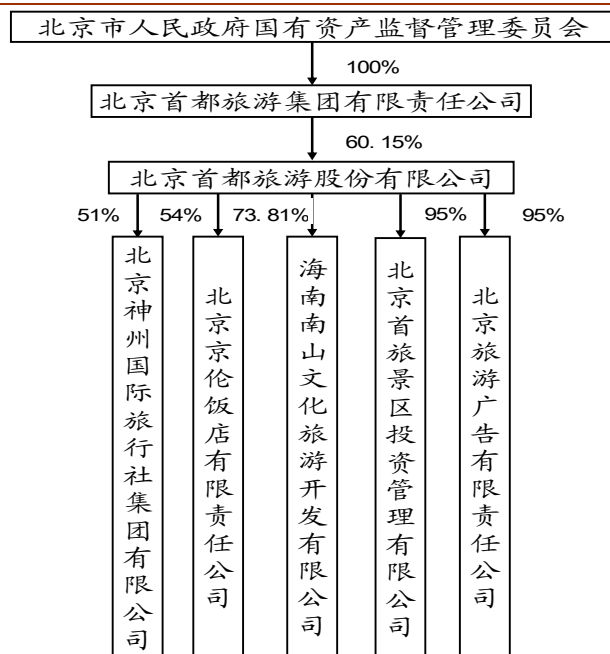 北京市人民政府国有资产监督管理委员会
100%
北京首都旅游集团有限责任公司
60.15%
北京首都旅游股份有限公司
51%
54%
73.81%
95%
95%
北京神州国际旅行社集团有限公司
北京京伦饭店有限责任公司
海南南山文化旅游开发有限公司
北京首旅景区投资管理有限公司
北京旅游广告有限责任公司